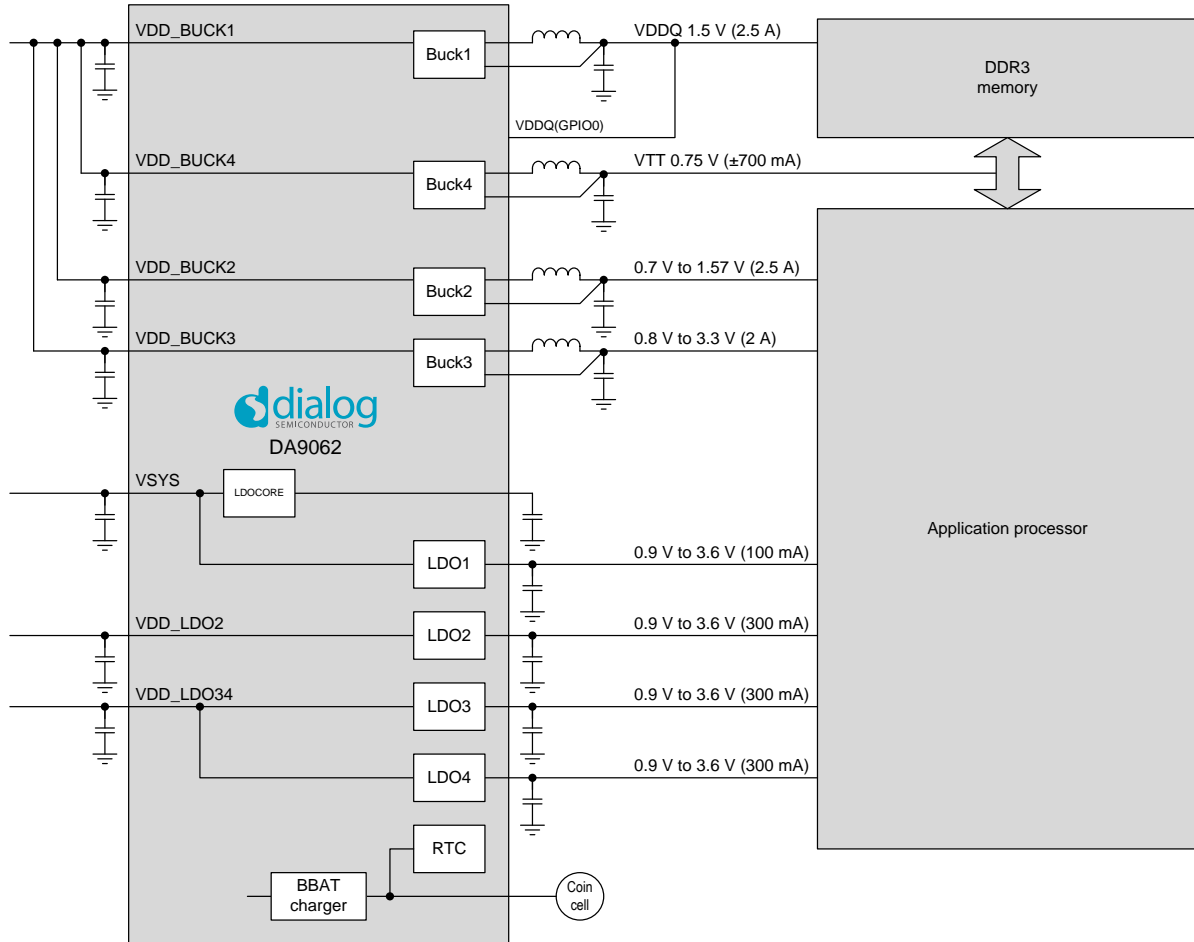 VDD_BUCK1
Buck1
VDDQ 1.5 V (2.5 A)
DDR3
memory
VDDQ(GPIO0)
VDD_BUCK4
Buck4
VTT 0.75 V (±700 mA)
VDD_BUCK2
Buck2
0.7 V to 1.57 V (2.5 A)
VDD_BUCK3
Buck3
0.8 V to 3.3 V (2 A)
dialog
SEMICONDUCTOR
DA9062
VSYS
LDOCORE
Application processor
LDO1
0.9 V to 3.6 V (100 mA)
VDD_LDO2
LDO2
0.9 V to 3.6 V (300 mA)
VDD_LDO34
LDO3
0.9 V to 3.6 V (300 mA)
LDO4
0.9 V to 3.6 V (300 mA)
RTC
BBAT
charger
Coin
cell